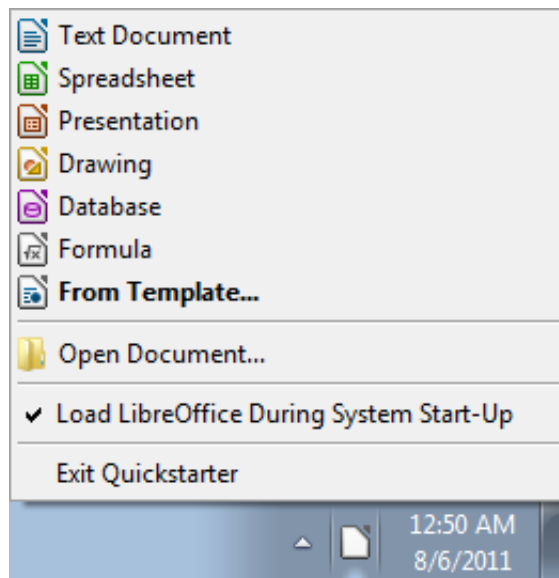 Text Document
Spreadsheet
Presentation
Drawing
Database
Formula
From Template...
Open Document...
Load LibreOffice During System Start-Up
Exit Quickstarter
12:50 AM
8/6/2011